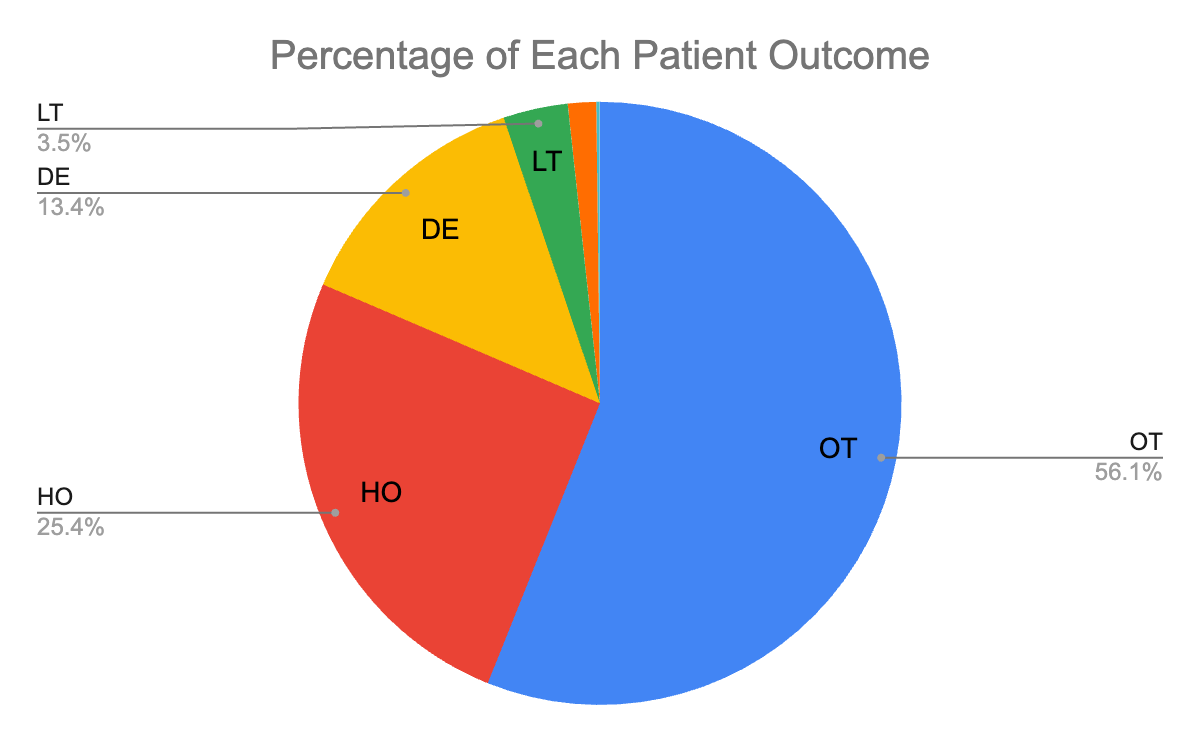 Percentage of Each Patient Outcome
LT
3.5%
DE
13.4%
HO
25.4%
OT
56.1%
LT
DE
HO
OT